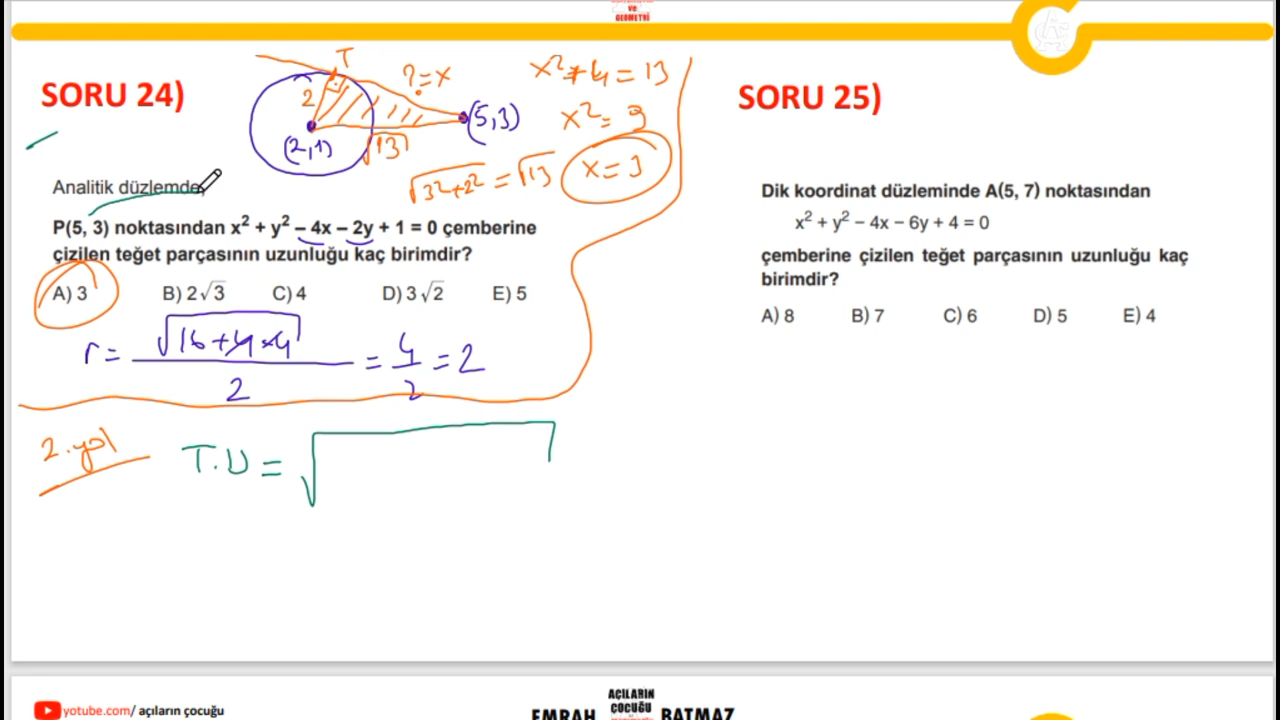 ve
GEOMETRİ
SORU 24)
T
2
?=x
(2,1)
(5,3)
√13
√3²+2² = √13
x²+4=13
x²=9
x=3
Analitik düzlemde,
P(5, 3) noktasından x² + y² – 4x – 2y + 1 = 0 çemberine
çizilen teğet parçasının uzunluğu kaç birimdir?
A) 3 B) 2√3 C) 4 D) 3√2 E) 5
r = √16+4-4 / 2 = 4/2 = 2
2. yol
T.U = √
SORU 25)
Dik koordinat düzleminde A(5, 7) noktasından
x² + y² – 4x – 6y + 4 = 0
çemberine çizilen teğet parçasının uzunluğu kaç
birimdir?
A) 8 B) 7 C) 6 D) 5 E) 4
yotube.com/ açıların çocuğu
EMRAH
AÇILARIN
ÇOCUĞU
BATMAZ